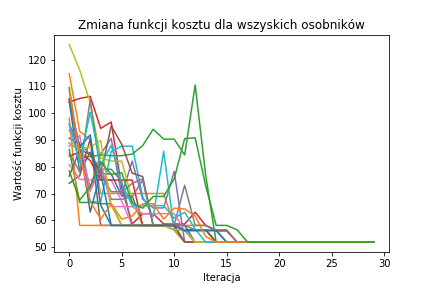 Zmiana funkcji kosztu dla wszyskich osobników
Wartość funkcji kosztu
120
110
100
90
80
70
60
50
0 5 10 15 20 25 30
Iteracja